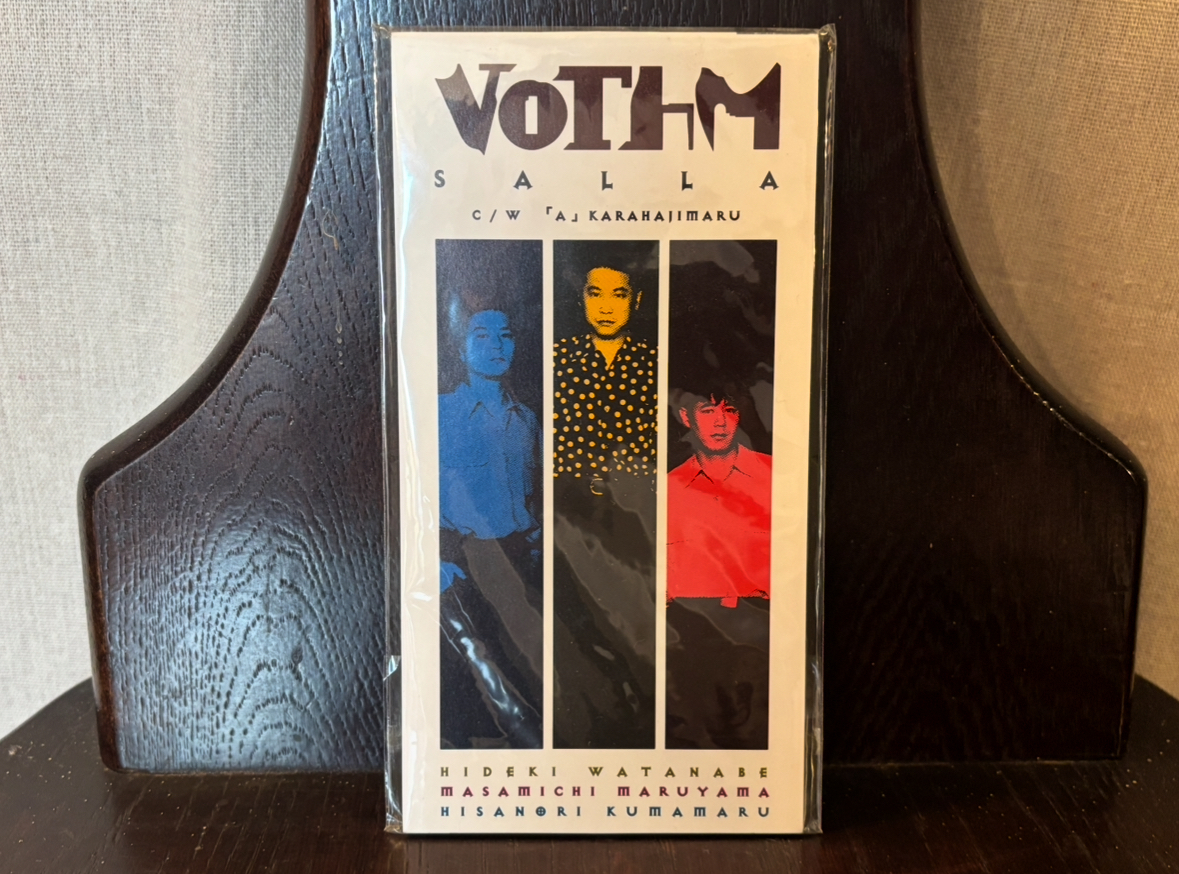 VOTHM
SALLA
C/W 「A」KARAHAJIMARU
HIDEKI WATANABE
MASAMICHI MARUYAMA
HISANORI KUMAMARU